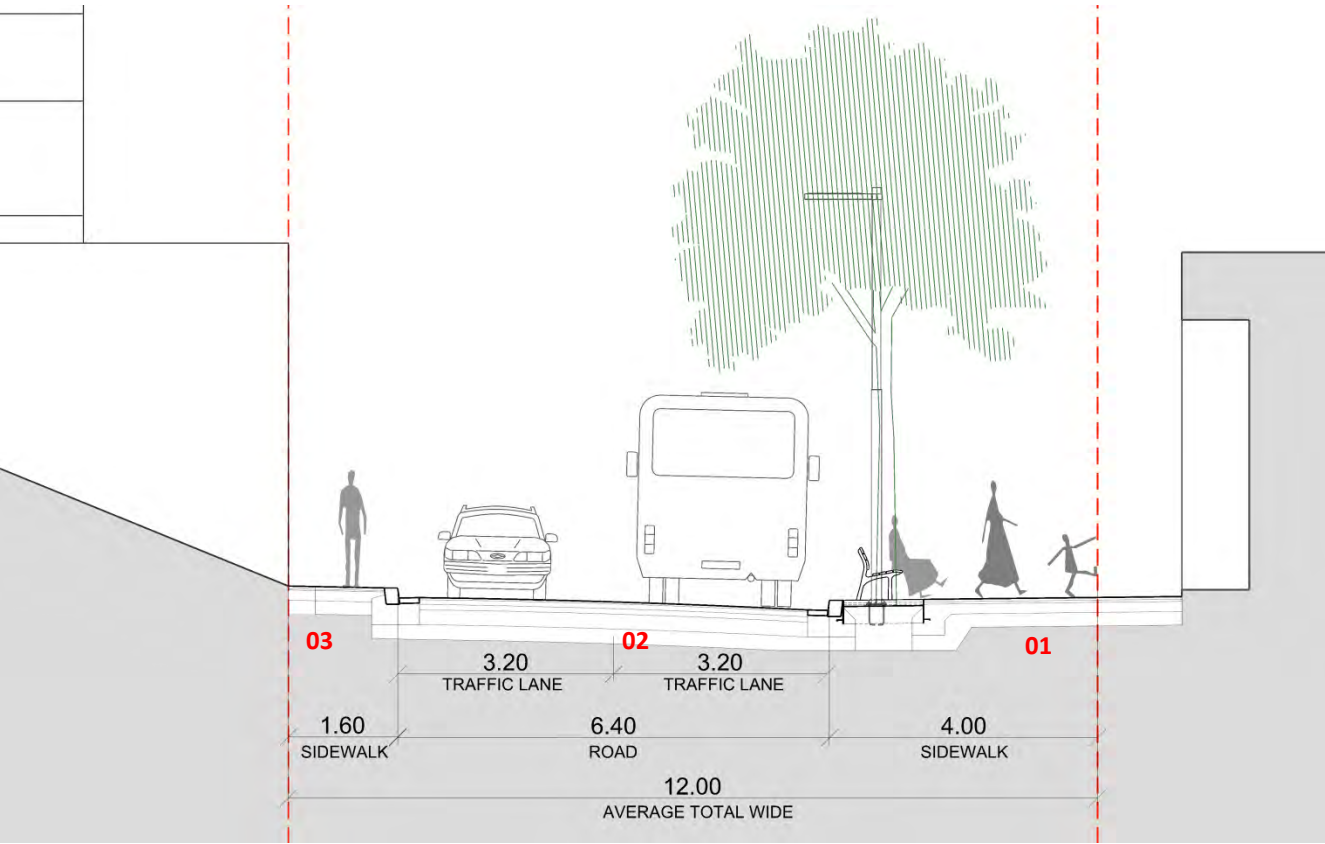 03
02
01
3.20
TRAFFIC LANE
3.20
TRAFFIC LANE
1.60
SIDEWALK
6.40
ROAD
4.00
SIDEWALK
12.00
AVERAGE TOTAL WIDE